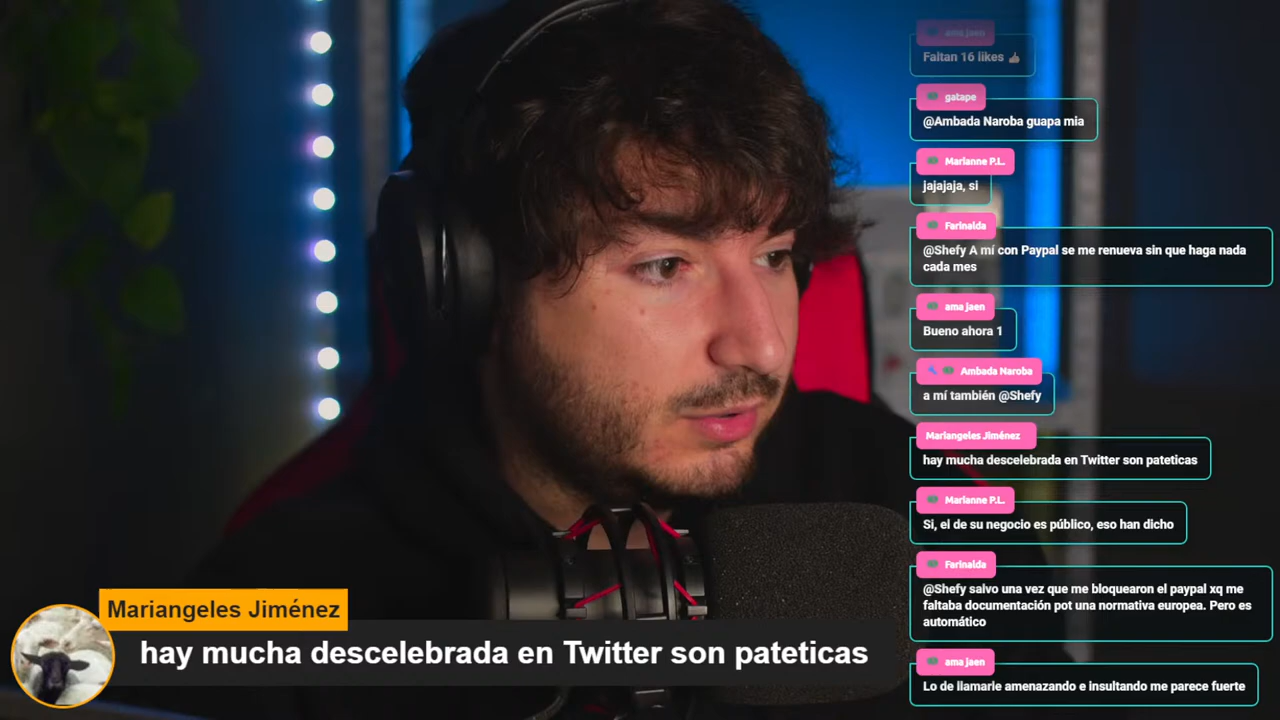 ama jaen
Faltan 16 likes 👍
gatape
@Ambada Naroba guapa mia
Marianne P.L.
jajajaja, si
Farinalda
@Shefy A mí con Paypal se me renueva sin que haga nada
cada mes
ama jaen
Bueno ahora 1
Ambada Naroba
a mí también @Shefy
Mariangeles Jiménez
hay mucha descelebrada en Twitter son pateticas
Marianne P.L.
Si, el de su negocio es público, eso han dicho
Farinalda
@Shefy salvo una vez que me bloquearon el paypal xq me
faltaba documentación pot una normativa europea. Pero es
automático
ama jaen
Lo de llamarle amenazando e insultando me parece fuerte
Mariangeles Jiménez
hay mucha descelebrada en Twitter son pateticas